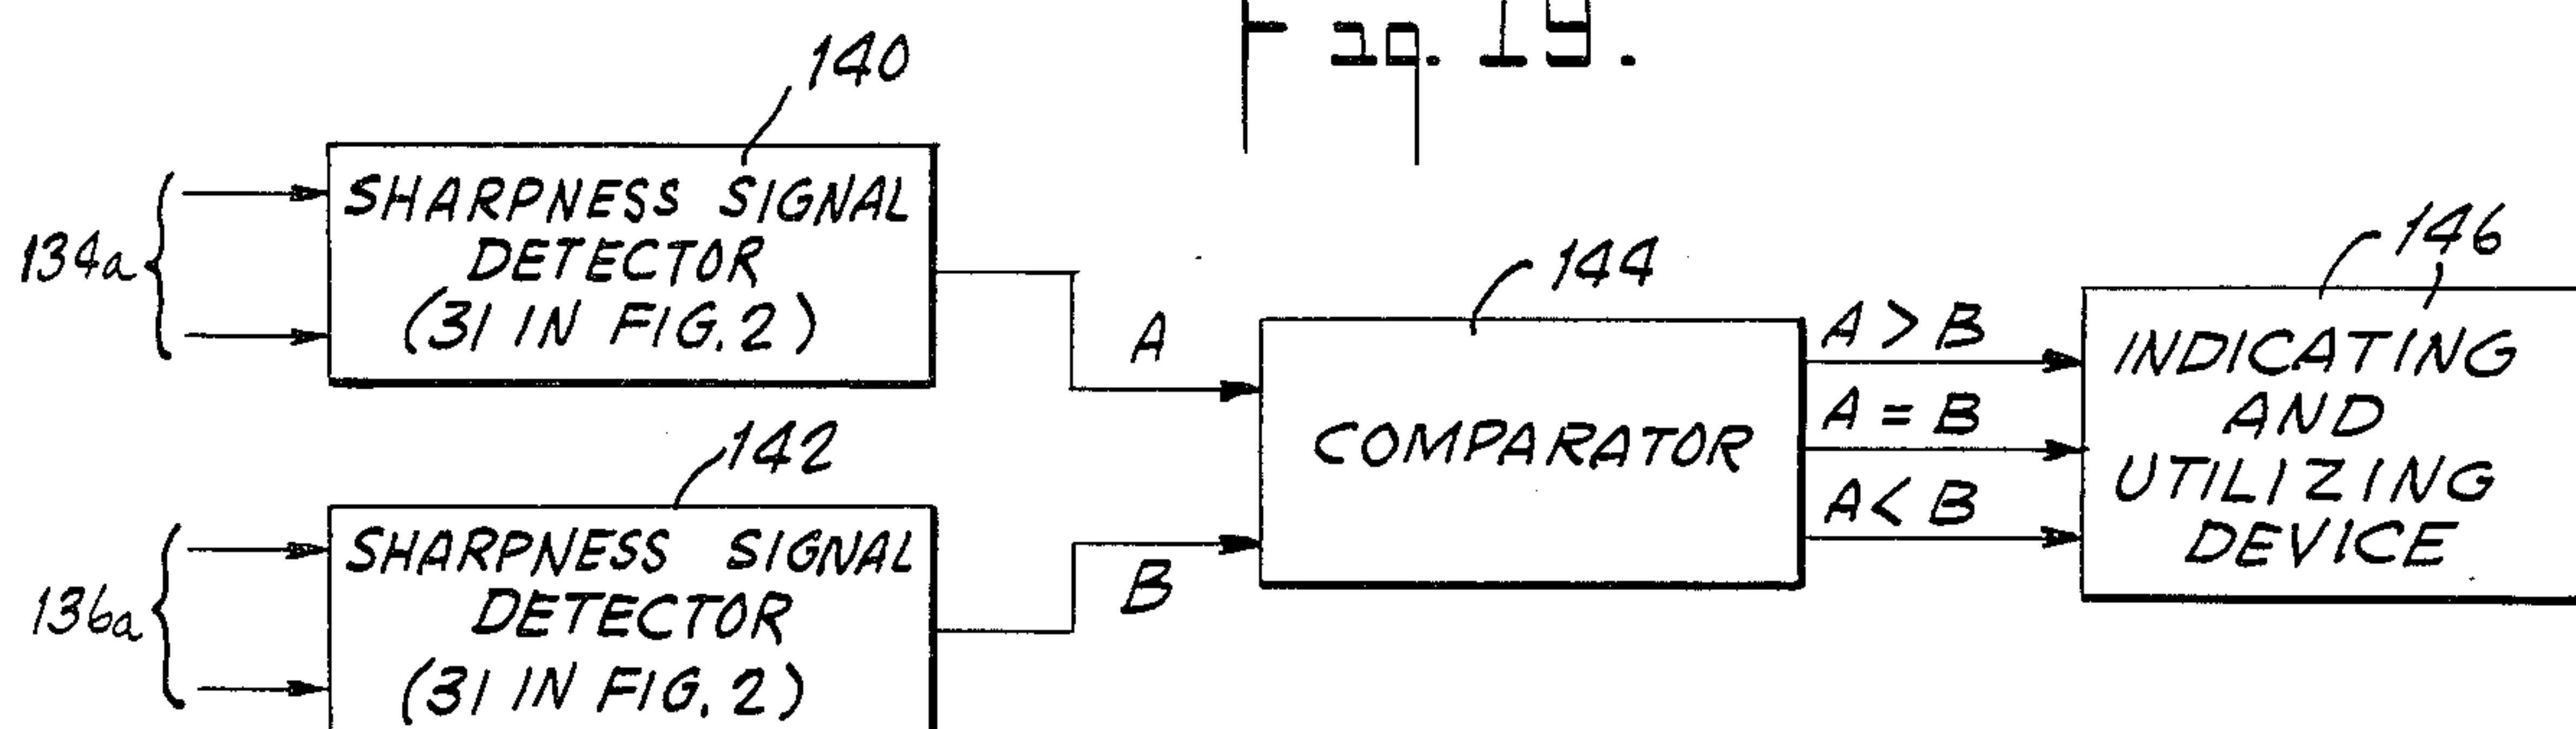 Fig. 19.
140
SHARPNESS SIGNAL
DETECTOR
(31 IN FIG. 2)
134a
A
144
COMPARATOR
A > B
A = B
A < B
146
INDICATING
AND
UTILIZING
DEVICE
142
SHARPNESS SIGNAL
DETECTOR
(31 IN FIG. 2)
136a
B